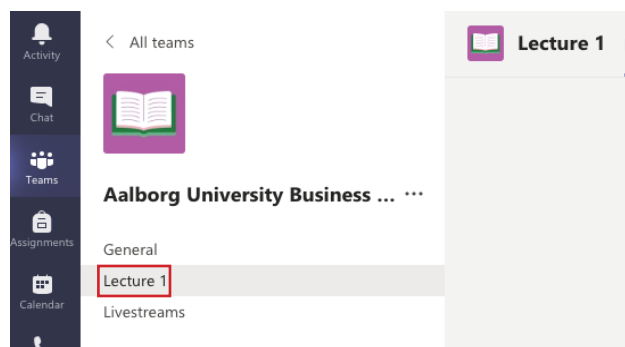 Activity
Chat
Teams
Assignments
Calendar
All teams
Aalborg University Business ... ...
General
Lecture 1
Livestreams
Lecture 1